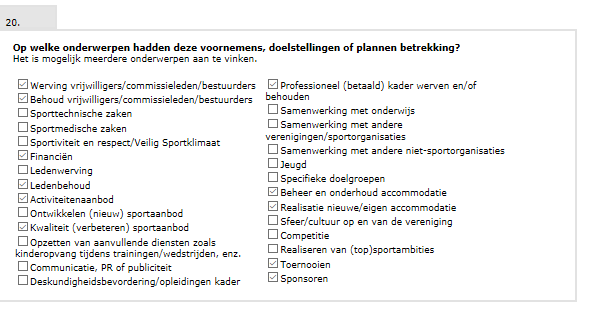 20.
Op welke onderwerpen hadden deze voornemens, doelstellingen of plannen betrekking?
Het is mogelijk meerdere onderwerpen aan te vinken.
Werving vrijwilligers/commissieleden/bestuurders
Behoud vrijwilligers/commissieleden/bestuurders
Sporttechnische zaken
Sportmedische zaken
Sportiviteit en respect/Veilig Sportklimaat
Financiën
Ledenwerving
Ledenbehoud
Activiteitenaanbod
Ontwikkelen (nieuw) sportaanbod
Kwaliteit (verbeteren) sportaanbod
Opzetten van aanvullende diensten zoals
kinderopvang tijdens trainingen/wedstrijden, enz.
Communicatie, PR of publiciteit
Deskundigheidsbevordering/opleidingen kader
Professioneel (betaald) kader werven en/of
behouden
Samenwerking met onderwijs
Samenwerking met andere
verenigingen/sportorganisaties
Samenwerking met andere niet-sportorganisaties
Jeugd
Specifieke doelgroepen
Beheer en onderhoud accommodatie
Realisatie nieuwe/eigen accommodatie
Sfeer/cultuur op en van de vereniging
Competitie
Realiseren van (top)sportambities
Toernooien
Sponsoren